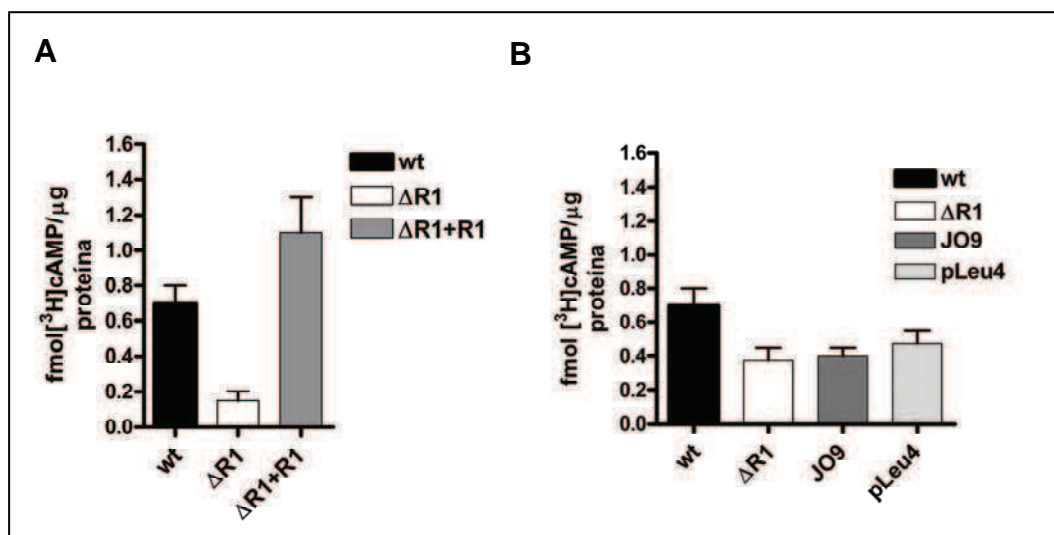 A
fmol[³H]cAMP/µg
proteína
1.6
1.4
1.2
1.0
0.8
0.6
0.4
0.2
0.0
wt
ΔR1
ΔR1+R1
wt
ΔR1
ΔR1+R1
B
fmol [³H]cAMP/µg
proteína
1.6
1.4
1.2
1.0
0.8
0.6
0.4
0.2
0.0
wt
ΔR1
JO9
pLeu4
wt
ΔR1
JO9
pLeu4